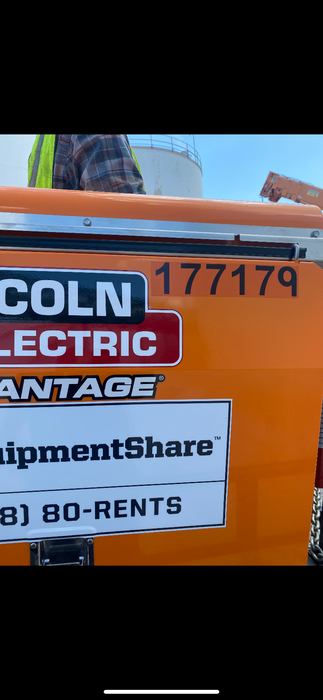 177179
COLN
LECTRIC
ANTAGE®
uipmentShare™
8) 80-RENTS